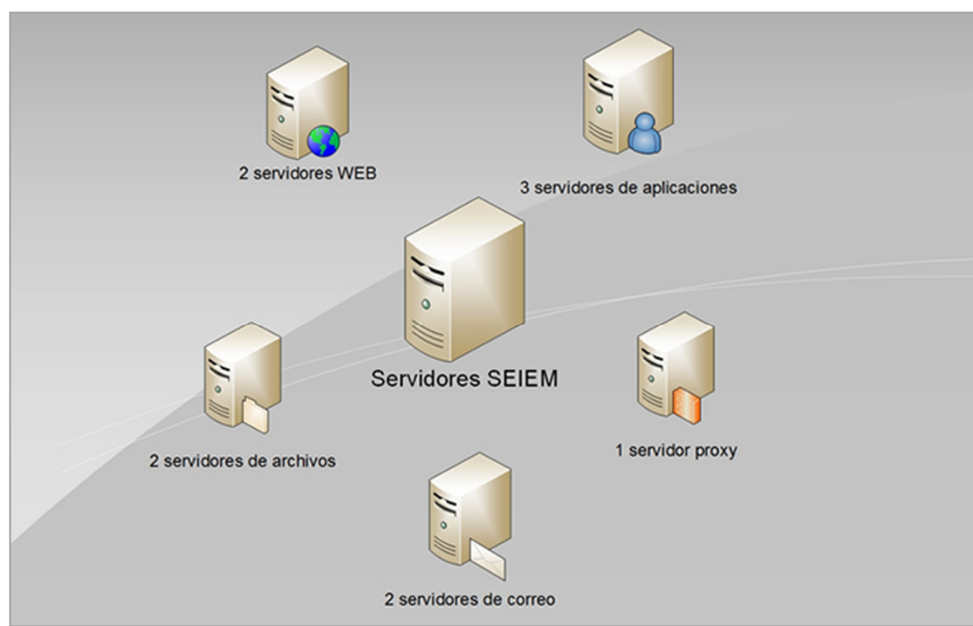 2 servidores WEB
3 servidores de aplicaciones
Servidores SEIEM
2 servidores de archivos
1 servidor proxy
2 servidores de correo